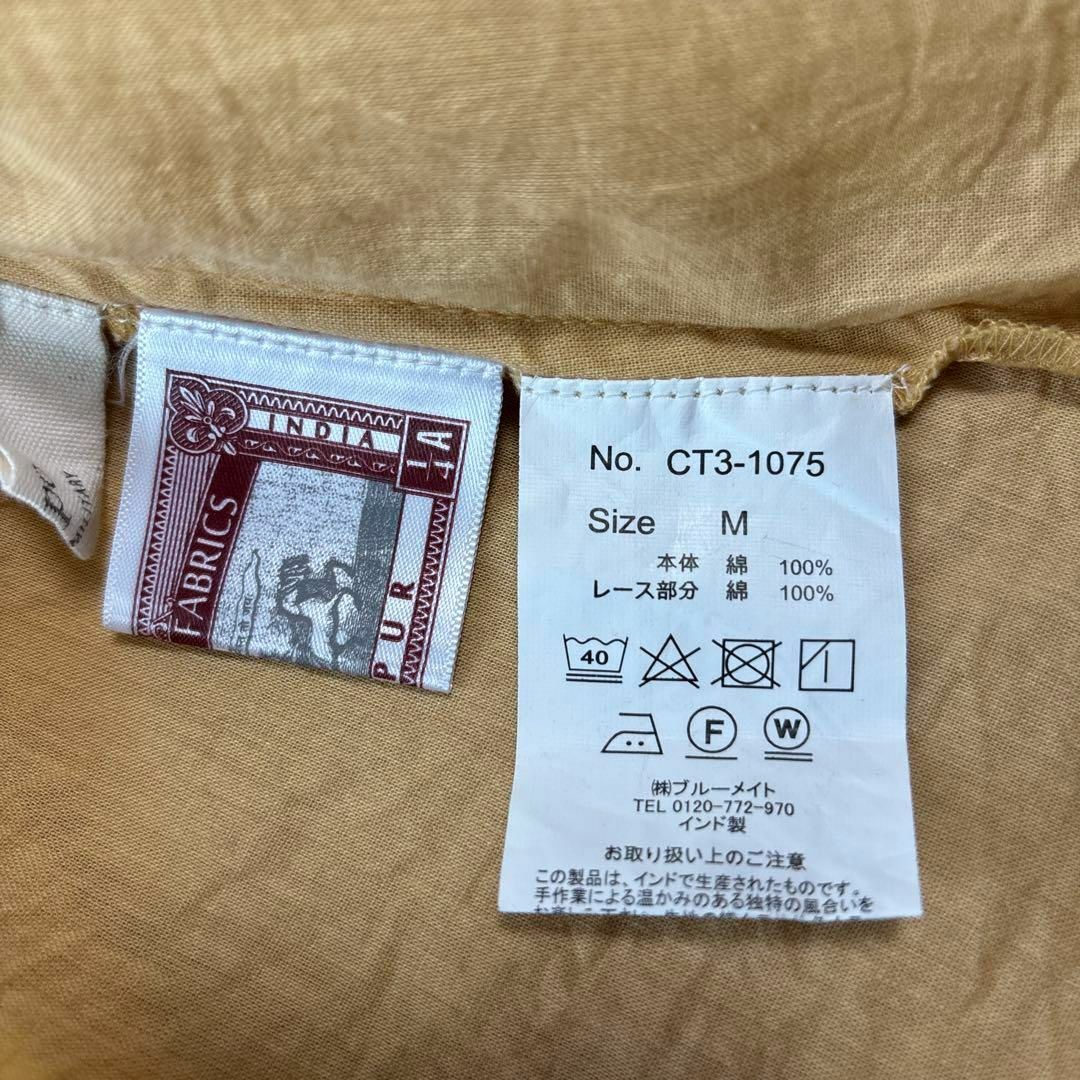 INDIA
FABRICS
PUR
No. CT3-1075
Size M
本体 綿 100%
レース部分 綿 100%
40
F
W
㈱ブルーメイト
TEL 0120-772-970
インド製
お取り扱い上のご注意
この製品は、インドで生産されたものです。
手作業による温かみのある独特の風合いを